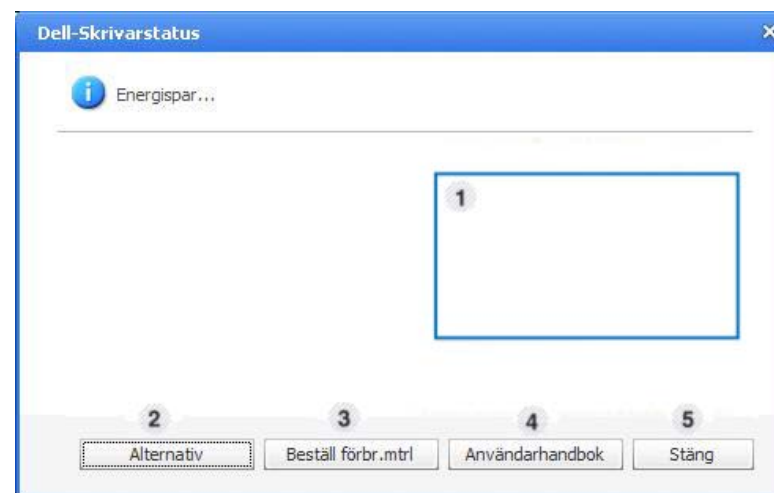 Dell-Skrivarstatus
Energispar...
1
2 3 4 5
Alternativ Beställ förbr.mtrl Användarhandbok Stäng